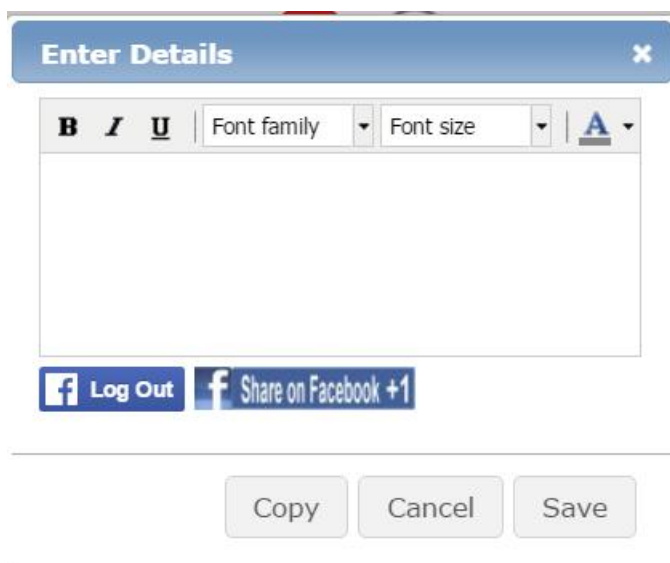 Enter Details ×
B I U Font family Font size A
f Log Out f Share on Facebook +1
Copy Cancel Save